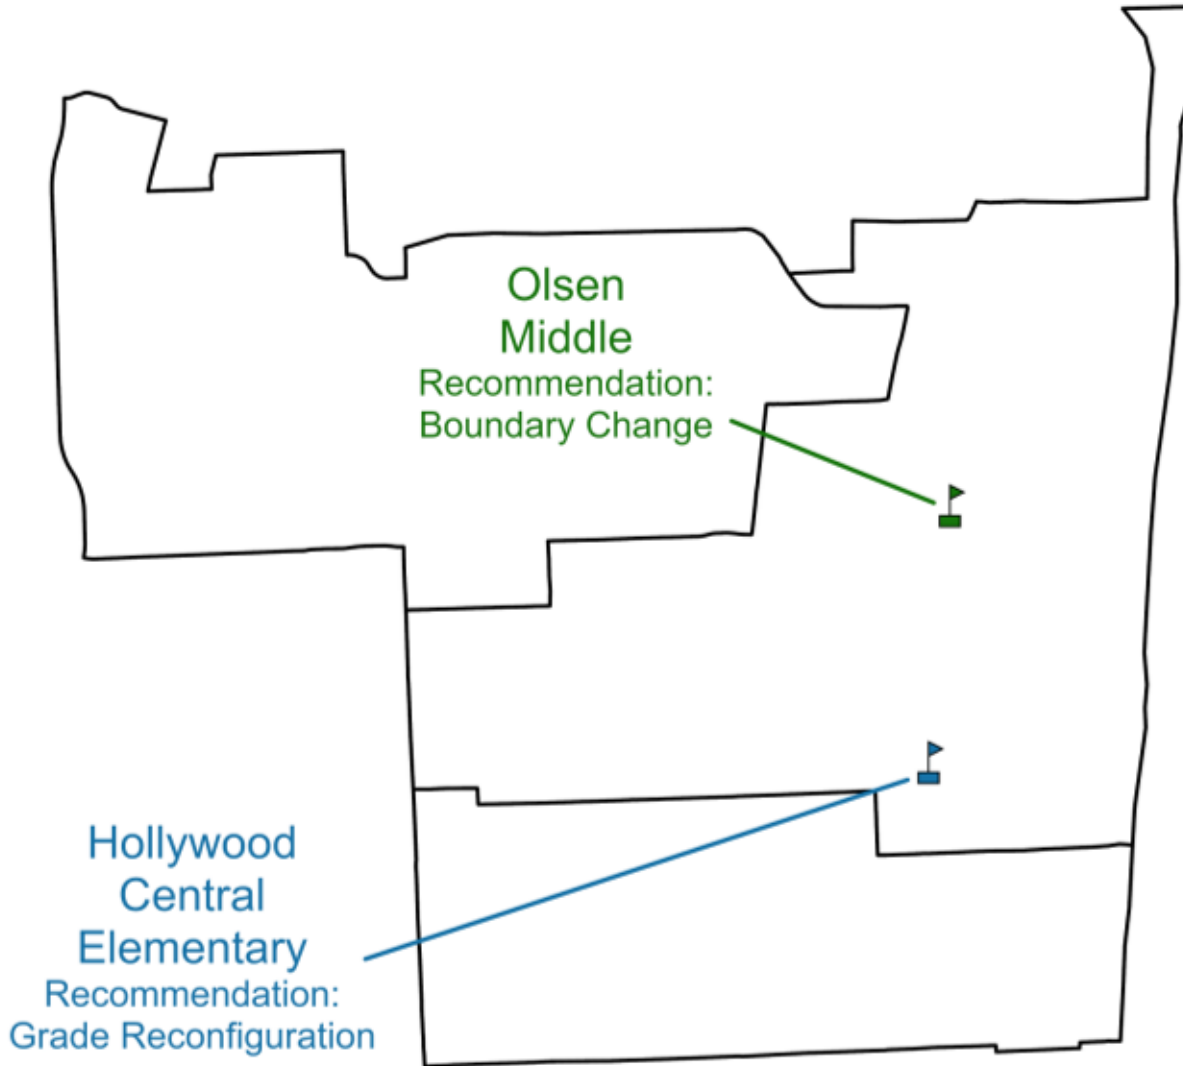 Olsen
Middle
Recommendation:
Boundary Change
Hollywood
Central
Elementary
Recommendation:
Grade Reconfiguration